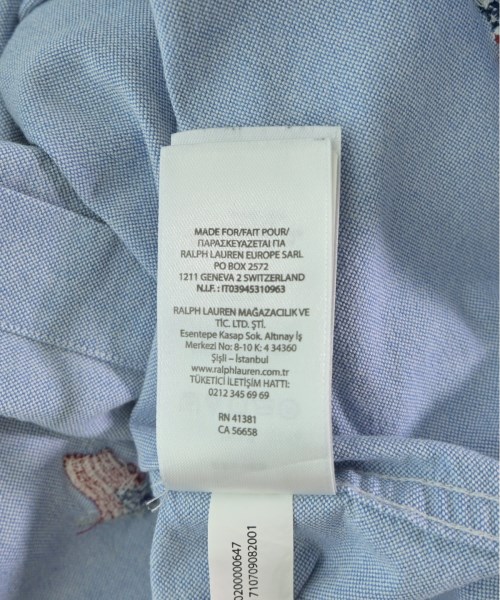 MADE FOR/FAIT POUR/
ΠΑΡΑΣΚΕΥΑΖΕΤΑΙ ΓΙΑ
RALPH LAUREN EUROPE SARL
PO BOX 2572
1211 GENEVA 2 SWITZERLAND
N.I.F. : IT03945310963
RALPH LAUREN MAĞAZACILIK VE
TİC. LTD. ŞTİ.
Esentepe Kasap Sok. Altınay İş
Merkezi No: 8-10 K: 4 34360
Şişli – İstanbul
www.ralphlauren.com.tr
TÜKETİCİ İLETİŞİM HATTI:
0212 345 69 69
RN 41381
CA 56658
0200000647
710709082001